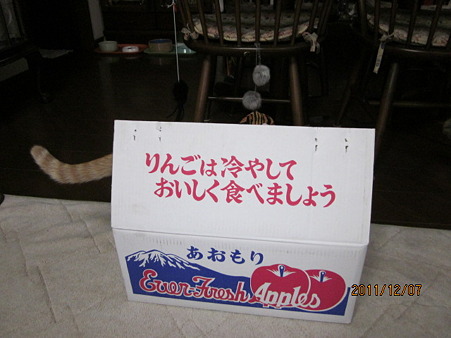 りんごは冷やして
おいしく食べましょう
あおもり
Ever-Fresh Apples
2011/12/07